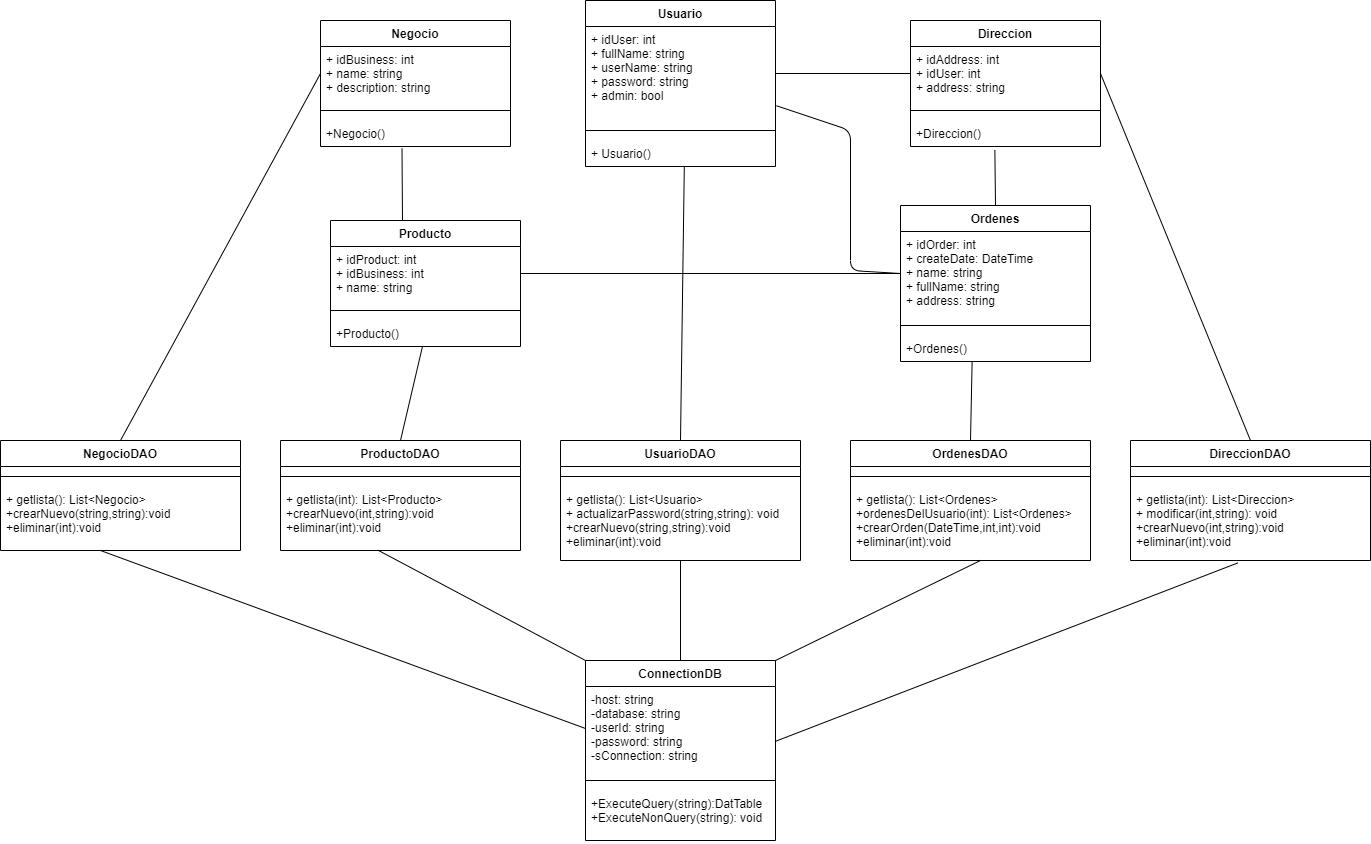 Negocio
+ idBusiness: int
+ name: string
+ description: string
+Negocio()
Usuario
+ idUser: int
+ fullName: string
+ userName: string
+ password: string
+ admin: bool
+ Usuario()
Direccion
+ idAddress: int
+ idUser: int
+ address: string
+Direccion()
Producto
+ idProduct: int
+ idBusiness: int
+ name: string
+Producto()
Ordenes
+ idOrder: int
+ createDate: DateTime
+ name: string
+ fullName: string
+ address: string
+Ordenes()
NegocioDAO
+ getlista(): List<Negocio>
+crearNuevo(string,string):void
+eliminar(int):void
ProductoDAO
+ getlista(int): List<Producto>
+crearNuevo(int,string):void
+eliminar(int):void
UsuarioDAO
+ getlista(): List<Usuario>
+ actualizarPassword(string,string): void
+crearNuevo(string,string):void
+eliminar(int):void
OrdenesDAO
+ getlista(): List<Ordenes>
+ordenesDelUsuario(int): List<Ordenes>
+crearOrden(DateTime,int,int):void
+eliminar(int):void
DireccionDAO
+ getlista(int): List<Direccion>
+ modificar(int,string): void
+crearNuevo(int,string):void
+eliminar(int):void
ConnectionDB
-host: string
-database: string
-userId: string
-password: string
-sConnection: string
+ExecuteQuery(string):DatTable
+ExecuteNonQuery(string): void